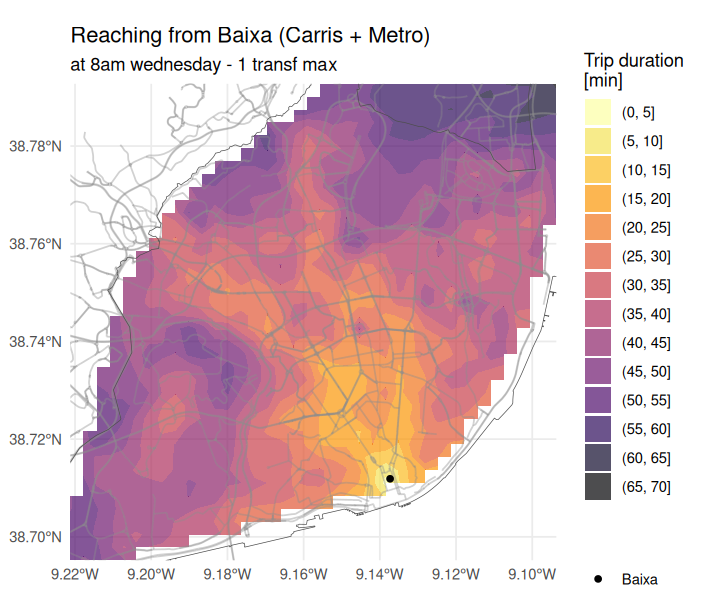 Reaching from Baixa (Carris + Metro)
at 8am wednesday - 1 transf max
Trip duration
[min]
(0, 5]
(5, 10]
(10, 15]
(15, 20]
(20, 25]
(25, 30]
(30, 35]
(35, 40]
(40, 45]
(45, 50]
(50, 55]
(55, 60]
(60, 65]
(65, 70]
Baixa
38.78°N
38.76°N
38.74°N
38.72°N
38.70°N
9.22°W 9.20°W 9.18°W 9.16°W 9.14°W 9.12°W 9.10°W